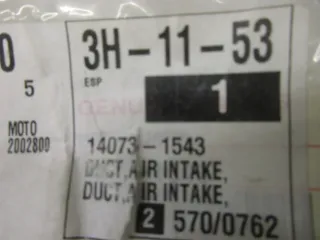 0
5
MOTO
2002800
3H-11-53
ESP
1
14073-1543
DUCT,AIR INTAKE,
DUCT,AIR INTAKE,
2 570/0762